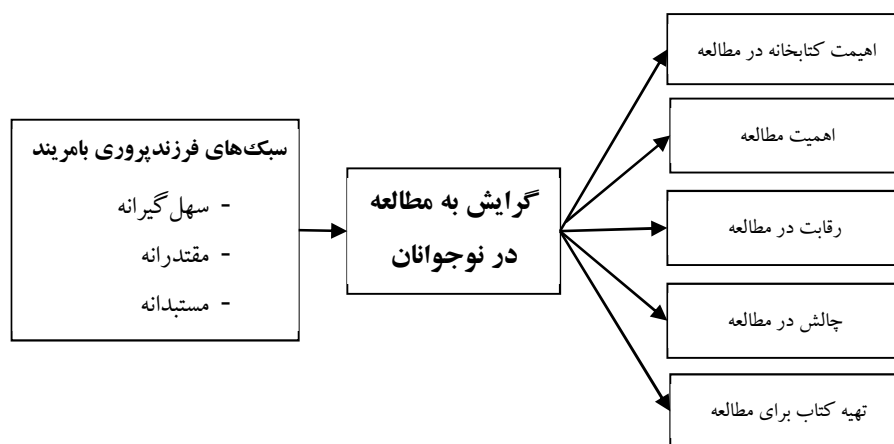 سبک‌های فرزندپروری بامریند
- سهل‌گیرانه
- مقتدرانه
- مستبدانه
گرایش به مطالعه
در نوجوانان
اهیمت کتابخانه در مطالعه
اهمیت مطالعه
رقابت در مطالعه
چالش در مطالعه
تهیه کتاب برای مطالعه